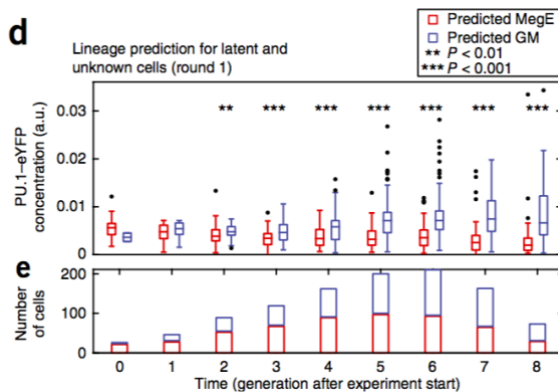 d
Predicted MegE
Predicted GM
** P < 0.01
*** P < 0.001
Lineage prediction for latent and
unknown cells (round 1)
PU.1–eYFP
concentration (a.u.)
0.03
0.02
0.01
0
** *** *** *** *** *** ***
e
Number
of cells
200
100
0
0 1 2 3 4 5 6 7 8
Time (generation after experiment start)